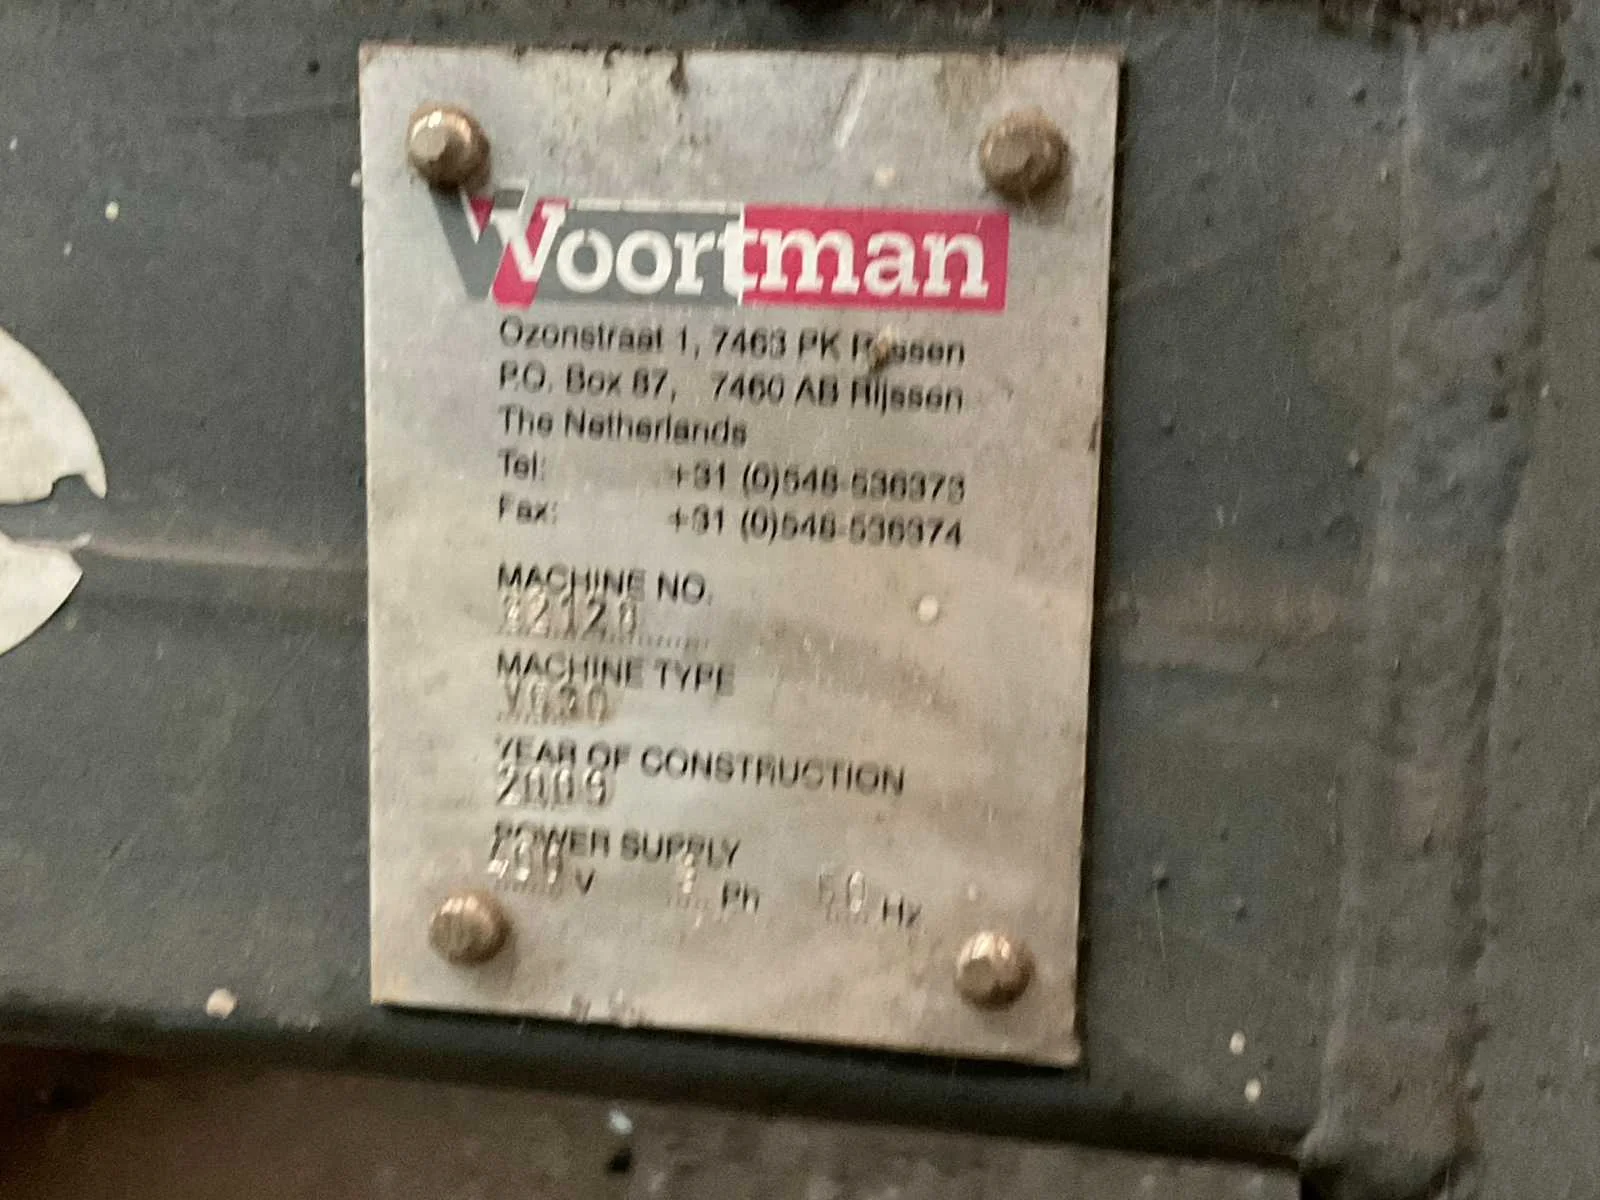 Voortman
Ozonstraat 1, 7463 PK Rijssen
P.O. Box 87, 7460 AB Rijssen
The Netherlands
Tel: +31 (0)548-536373
Fax: +31 (0)548-536374
MACHINE NO.
MACHINE TYPE
V630
YEAR OF CONSTRUCTION
2009
POWER SUPPLY
V Ph Hz